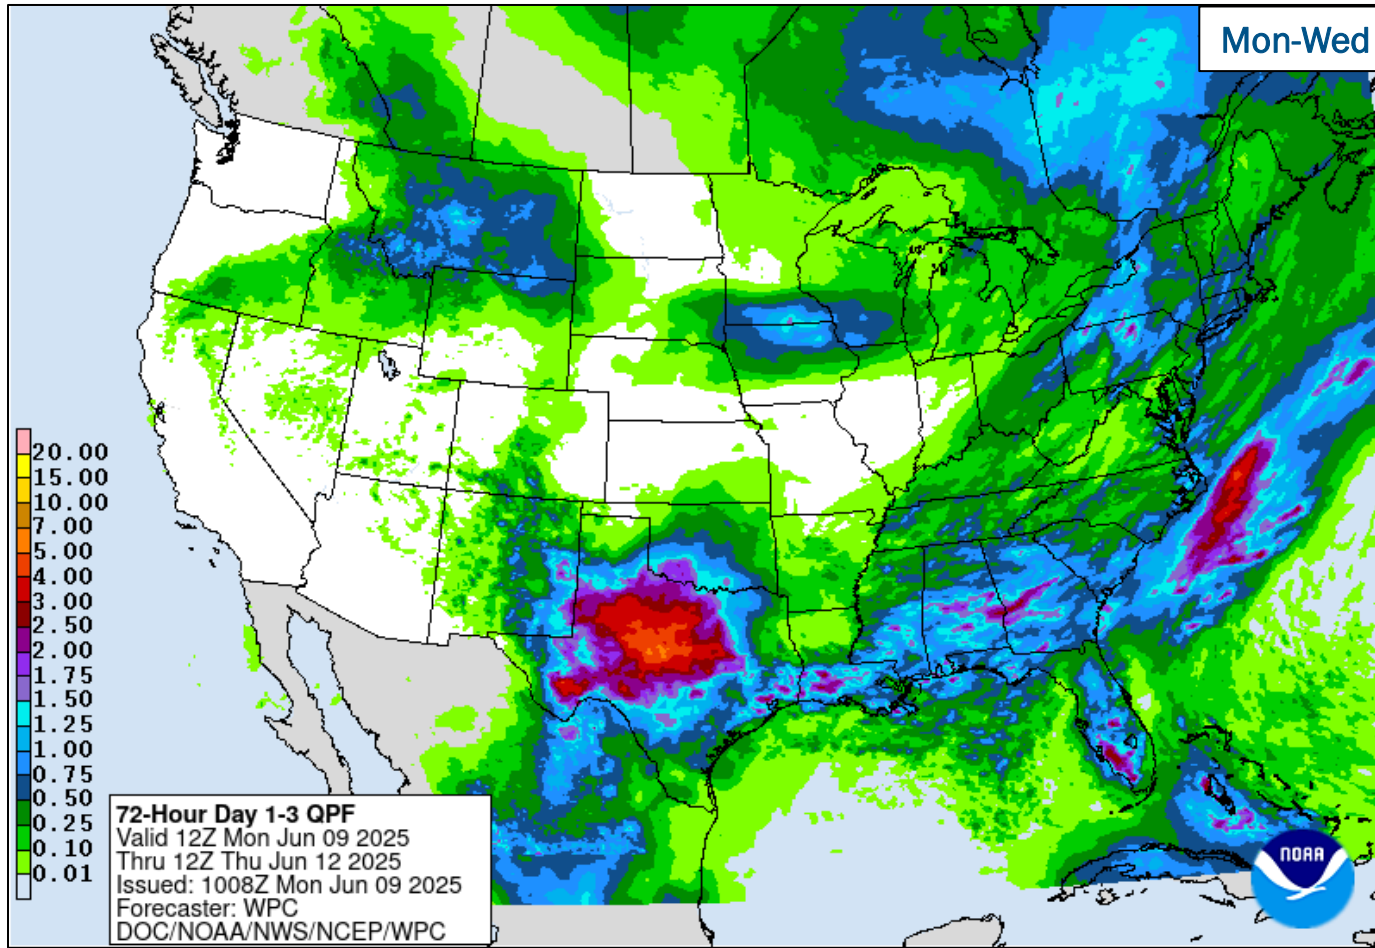 Mon-Wed
20.00
15.00
10.00
7.00
5.00
4.00
3.00
2.50
2.00
1.75
1.50
1.25
1.00
0.75
0.50
0.25
0.10
0.01
72-Hour Day 1-3 QPF
Valid 12Z Mon Jun 09 2025
Thru 12Z Thu Jun 12 2025
Issued: 1008Z Mon Jun 09 2025
Forecaster: WPC
DOC/NOAA/NWS/NCEP/WPC
NOAA